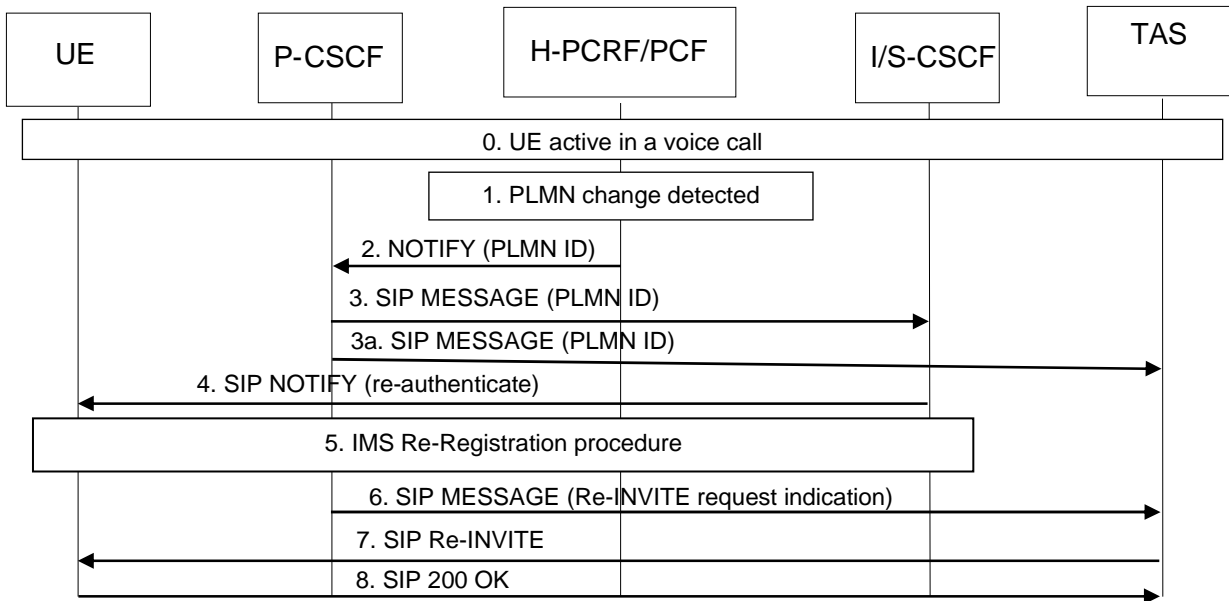 UE
P-CSCF
H-PCRF/PCF
I/S-CSCF
TAS
0. UE active in a voice call
1. PLMN change detected
2. NOTIFY (PLMN ID)
3. SIP MESSAGE (PLMN ID)
3a. SIP MESSAGE (PLMN ID)
4. SIP NOTIFY (re-authenticate)
5. IMS Re-Registration procedure
6. SIP MESSAGE (Re-INVITE request indication)
7. SIP Re-INVITE
8. SIP 200 OK